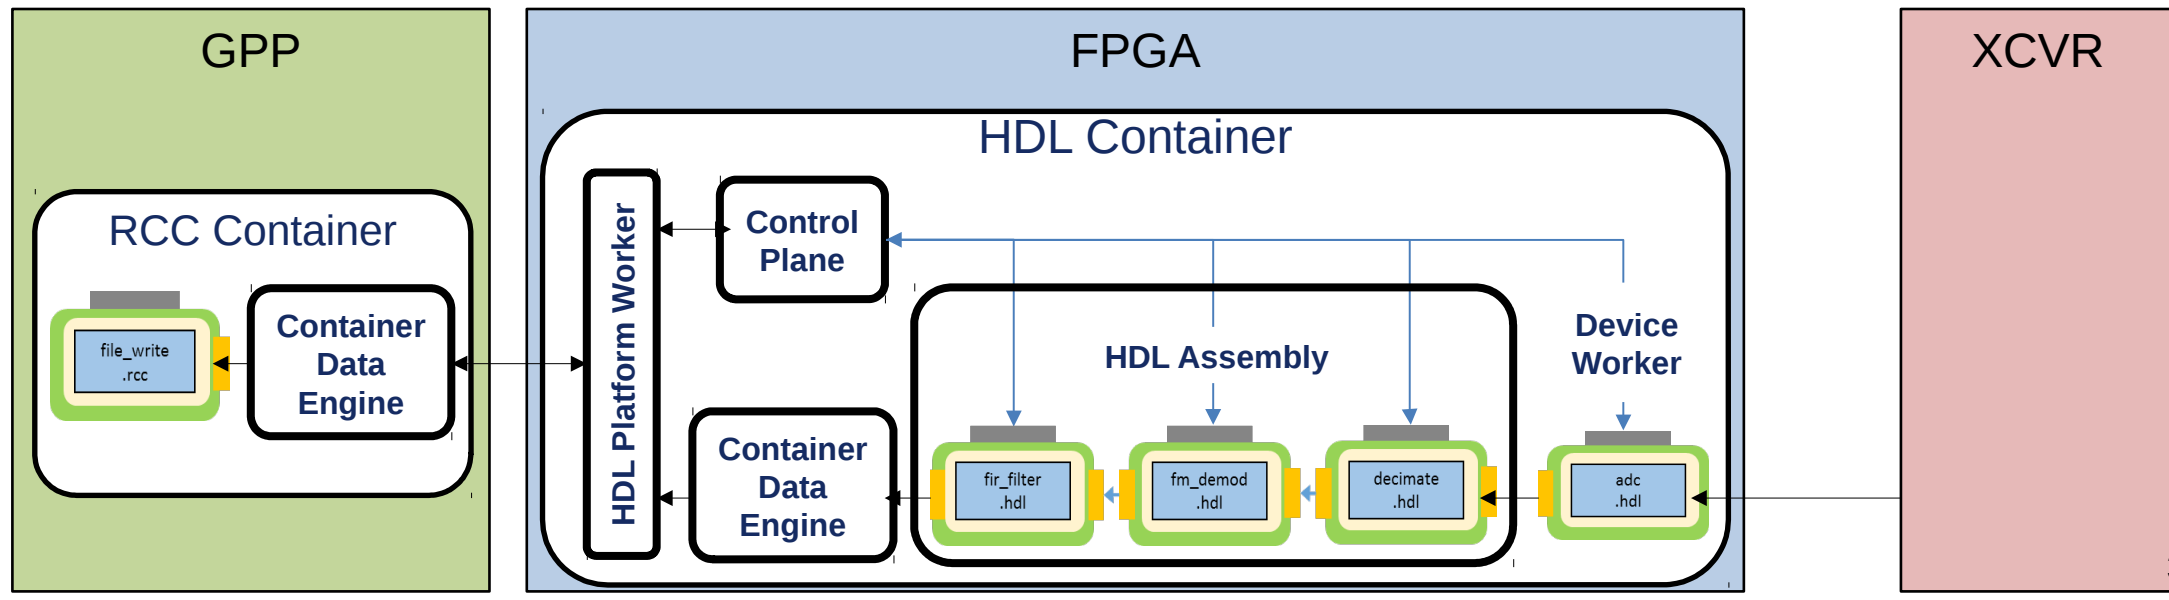 GPP
RCC Container
file_write
.rcc
Container
Data
Engine
FPGA
HDL Container
HDL Platform Worker
Control
Plane
Container
Data
Engine
HDL Assembly
fir_filter
.hdl
fm_demod
.hdl
decimate
.hdl
Device
Worker
adc
.hdl
XCVR